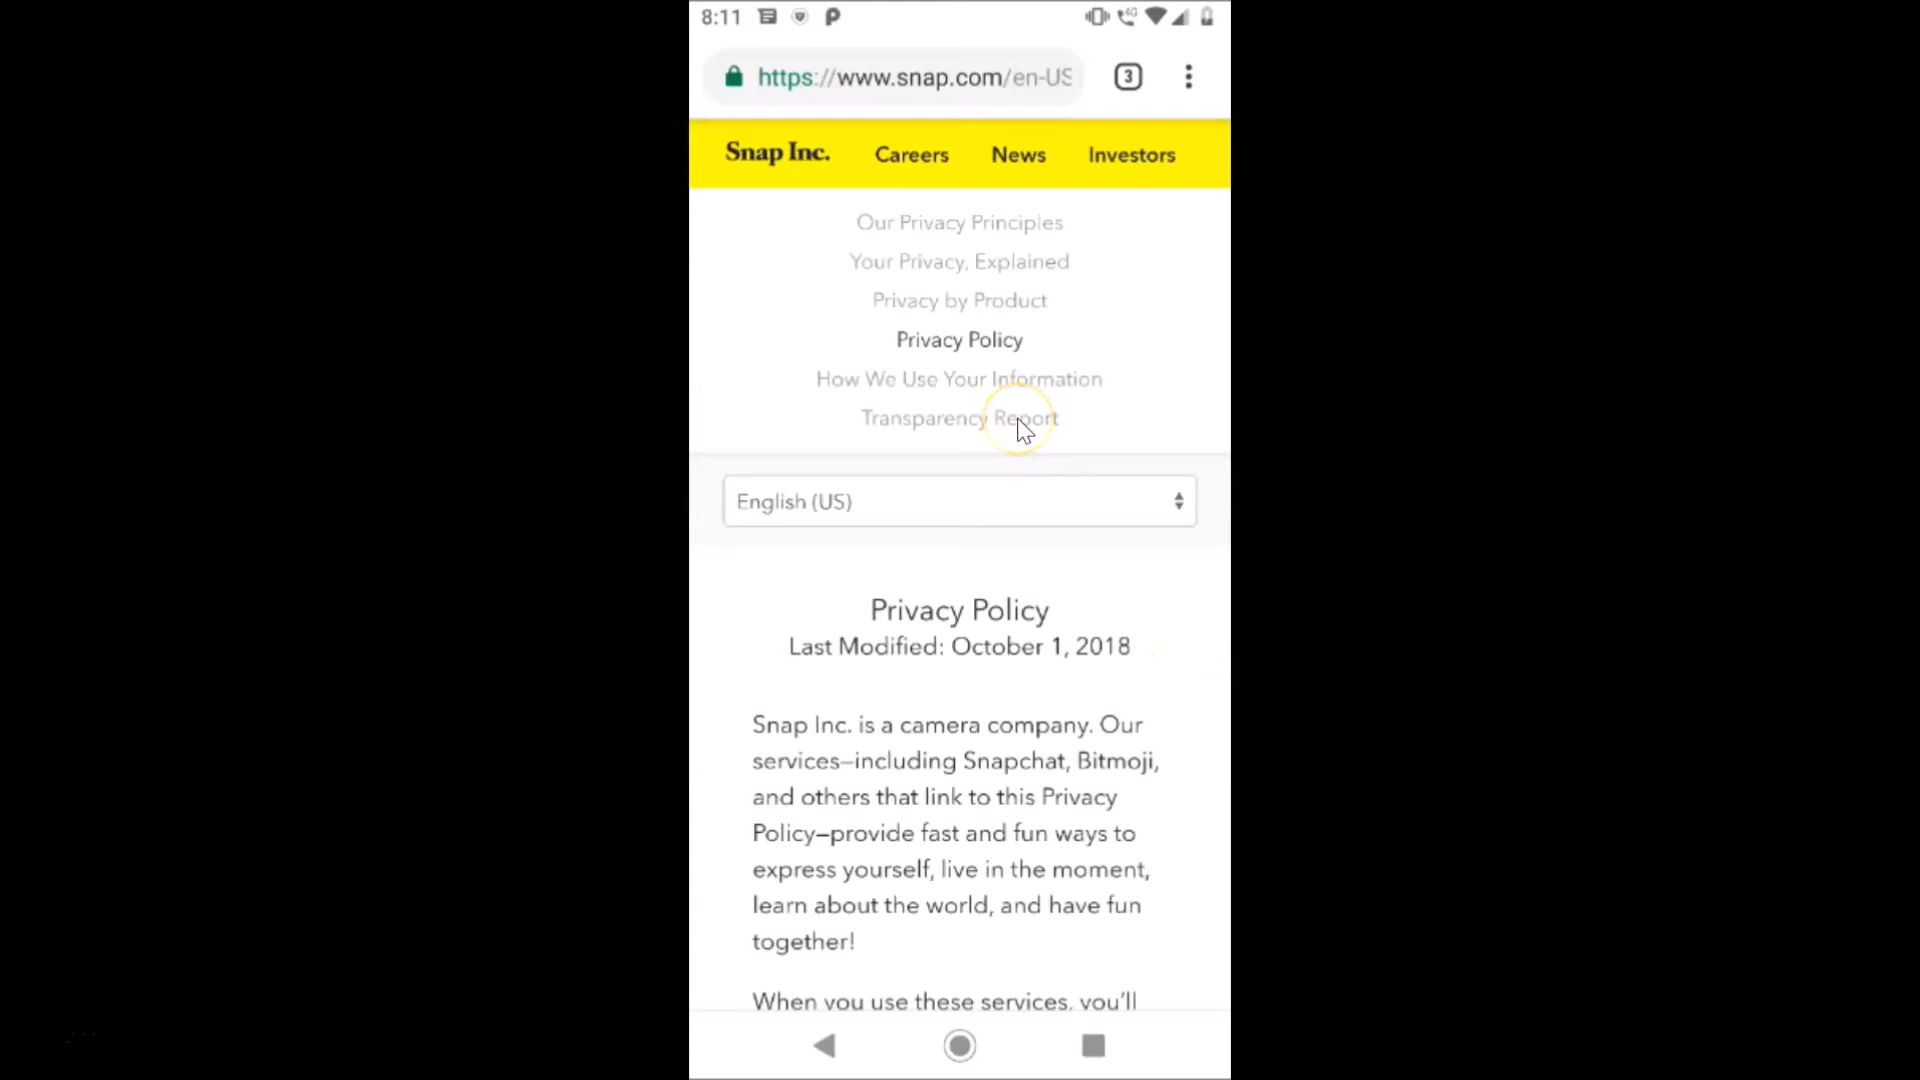 8:11
4G
https://www.snap.com/en-US
3
Snap Inc.
Careers
News
Investors
Our Privacy Principles
Your Privacy, Explained
Privacy by Product
Privacy Policy
How We Use Your Information
Transparency Report
English (US)
Privacy Policy
Last Modified: October 1, 2018
Snap Inc. is a camera company. Our
services—including Snapchat, Bitmoji,
and others that link to this Privacy
Policy—provide fast and fun ways to
express yourself, live in the moment,
learn about the world, and have fun
together!
When you use these services, you'll